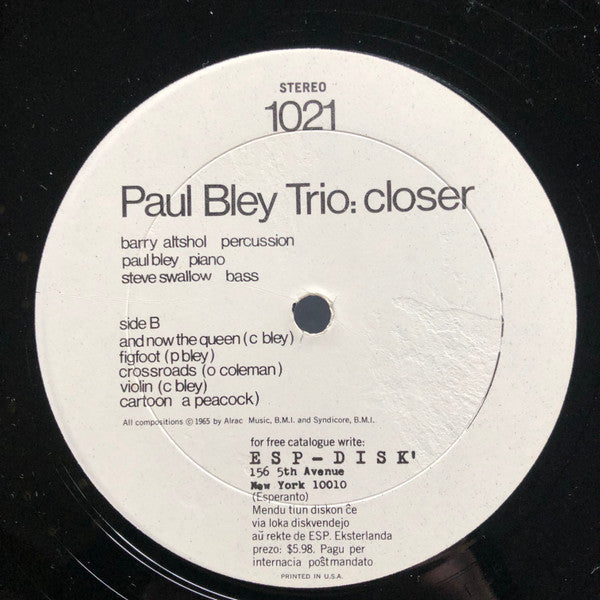 STEREO
1021
Paul Bley Trio: closer
barry altshol percussion
paul bley piano
steve swallow bass
side B
and now the queen (c bley)
figfoot (p bley)
crossroads (o coleman)
violin (c bley)
cartoon a peacock)
All compositions © 1965 by Alrac Music, B.M.I. and Syndicore, B.M.I.
for free catalogue write:
ESP-DISK'
156 5th Avenue
New York 10010
(Esperanto)
Mendu tiun diskon ĉe
via loka diskvendejo
aŭ rekte de ESP. Eksterlanda
prezo: $5.98. Pagu per
internacia poŝtmandato
PRINTED IN U.S.A.